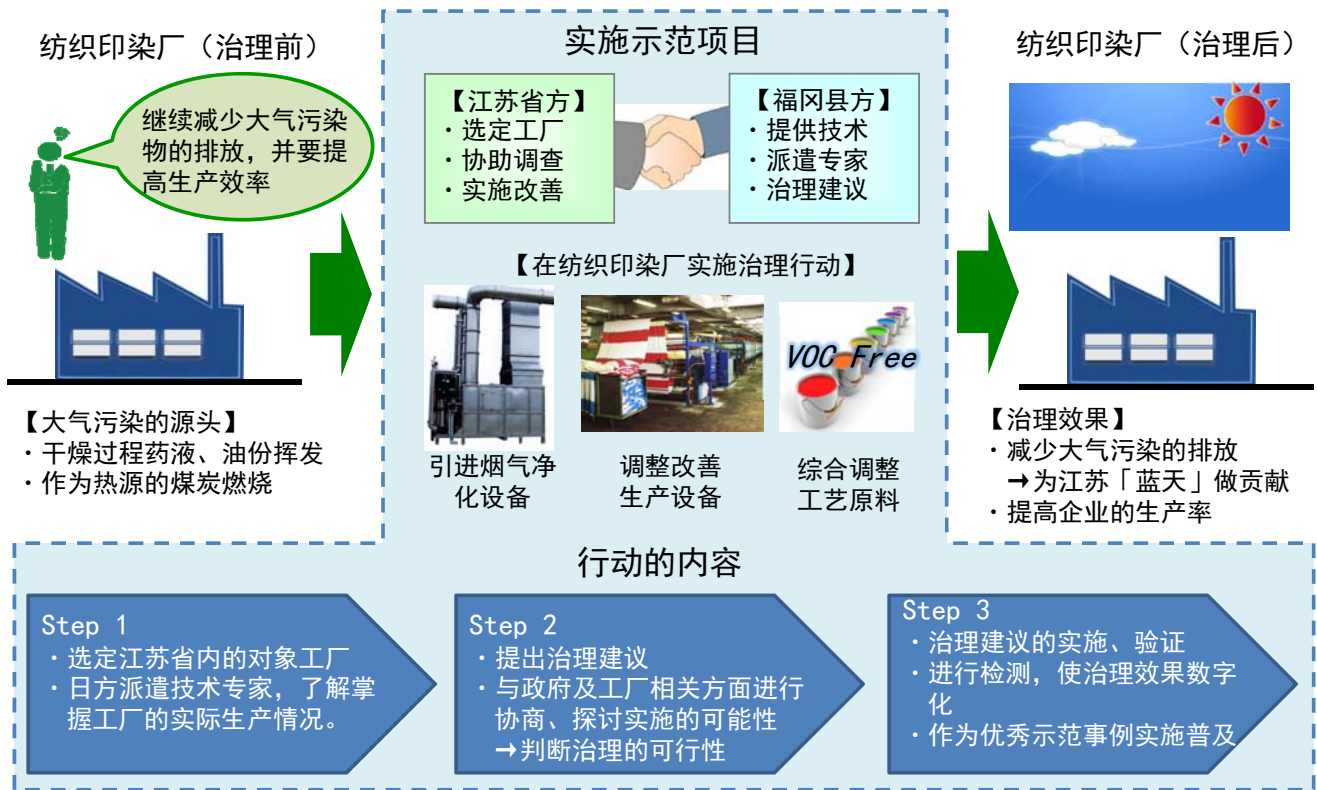 纺织印染厂（治理前）
继续减少大气污染
物的排放，并要提
高生产效率
【大气污染的源头】
・干燥过程药液、油份挥发
・作为热源的煤炭燃烧
实施示范项目
【江苏省方】
・选定工厂
・协助调查
・实施改善
【福冈县方】
・提供技术
・派遣专家
・治理建议
【在纺织印染厂实施治理行动】
VOC Free
引进烟气净
化设备
调整改善
生产设备
综合调整
工艺原料
纺织印染厂（治理后）
【治理效果】
・减少大气污染的排放
→为江苏「蓝天」做贡献
・提高企业的生产率
行动的内容
Step 1
・选定江苏省内的对象工厂
・日方派遣技术专家，了解掌
握工厂的实际生产情况。
Step 2
・提出治理建议
・与政府及工厂相关方面进行
协商、探讨实施的可能性
→判断治理的可行性
Step 3
・治理建议的实施、验证
・进行检测，使治理效果数字
化
・作为优秀示范事例实施普及